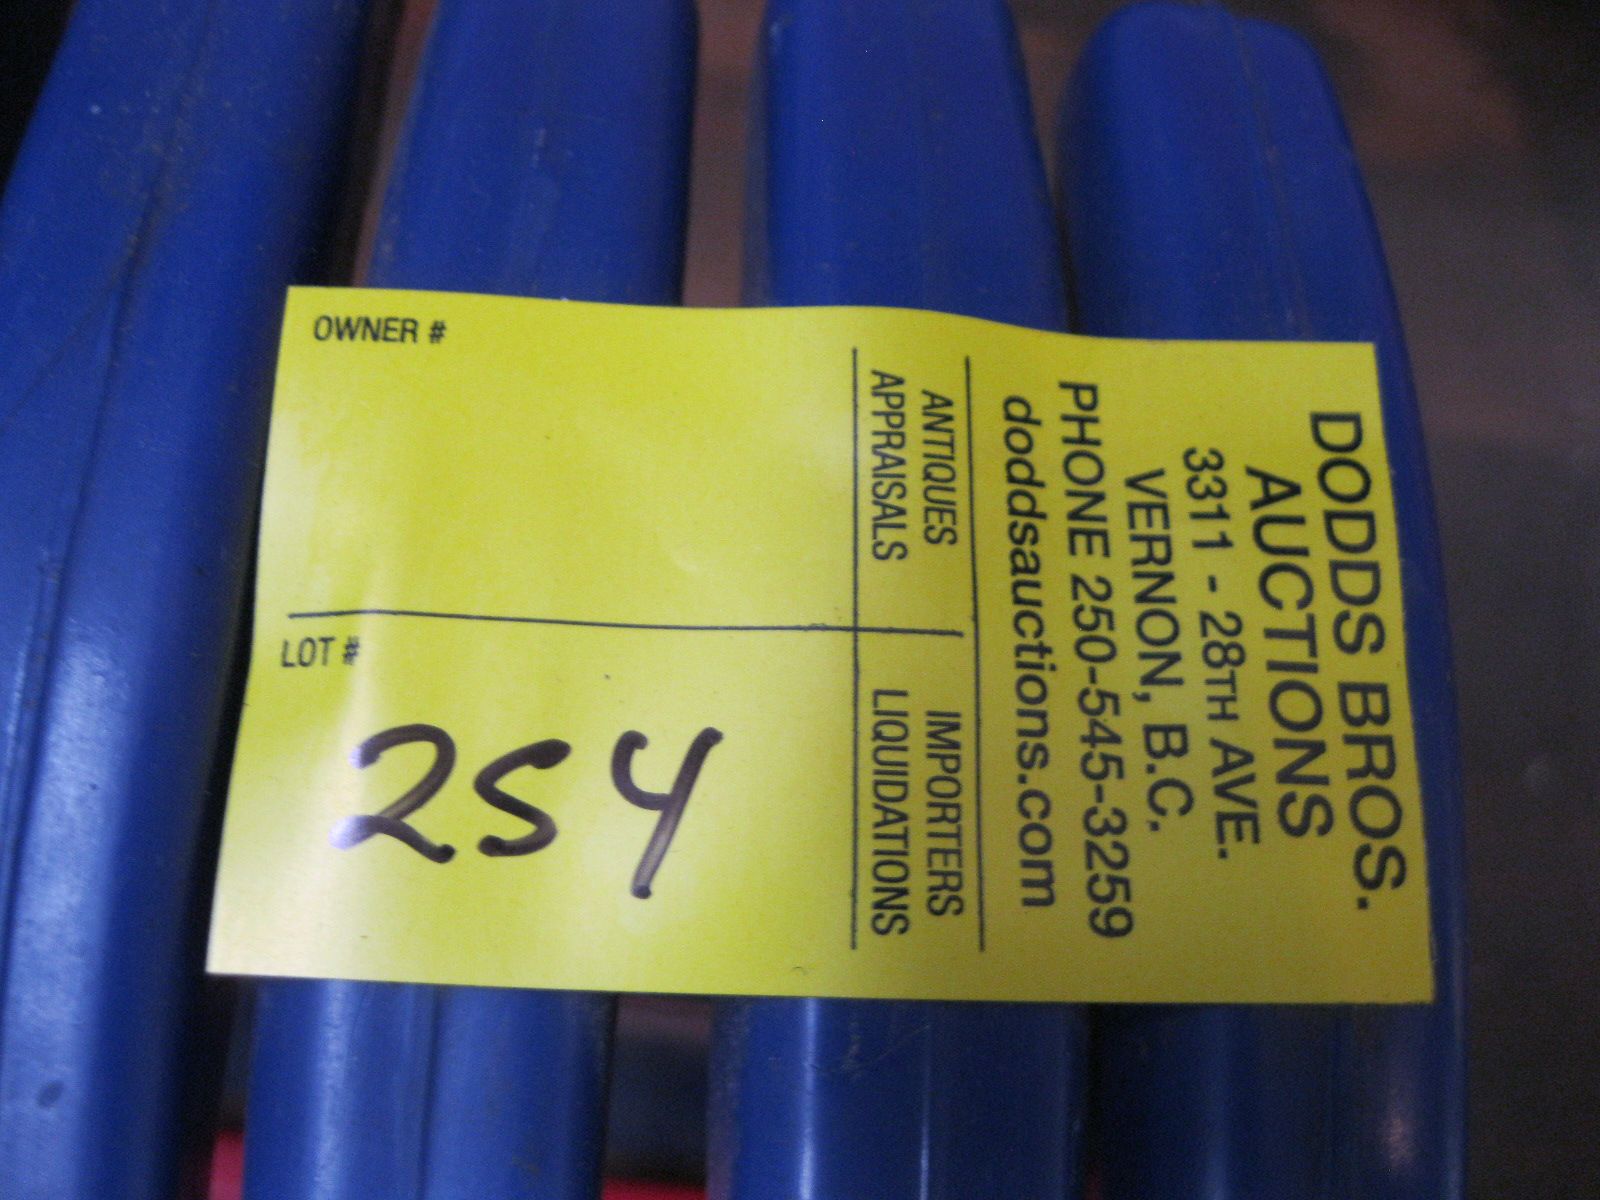 DODDS BROS.
AUCTIONS
3311 - 28TH AVE.
VERNON, B.C.
PHONE 250-545-3259
doddsauctions.com
ANTIQUES
APPRAISALS
IMPORTERS
LIQUIDATIONS
OWNER #
LOT #
254